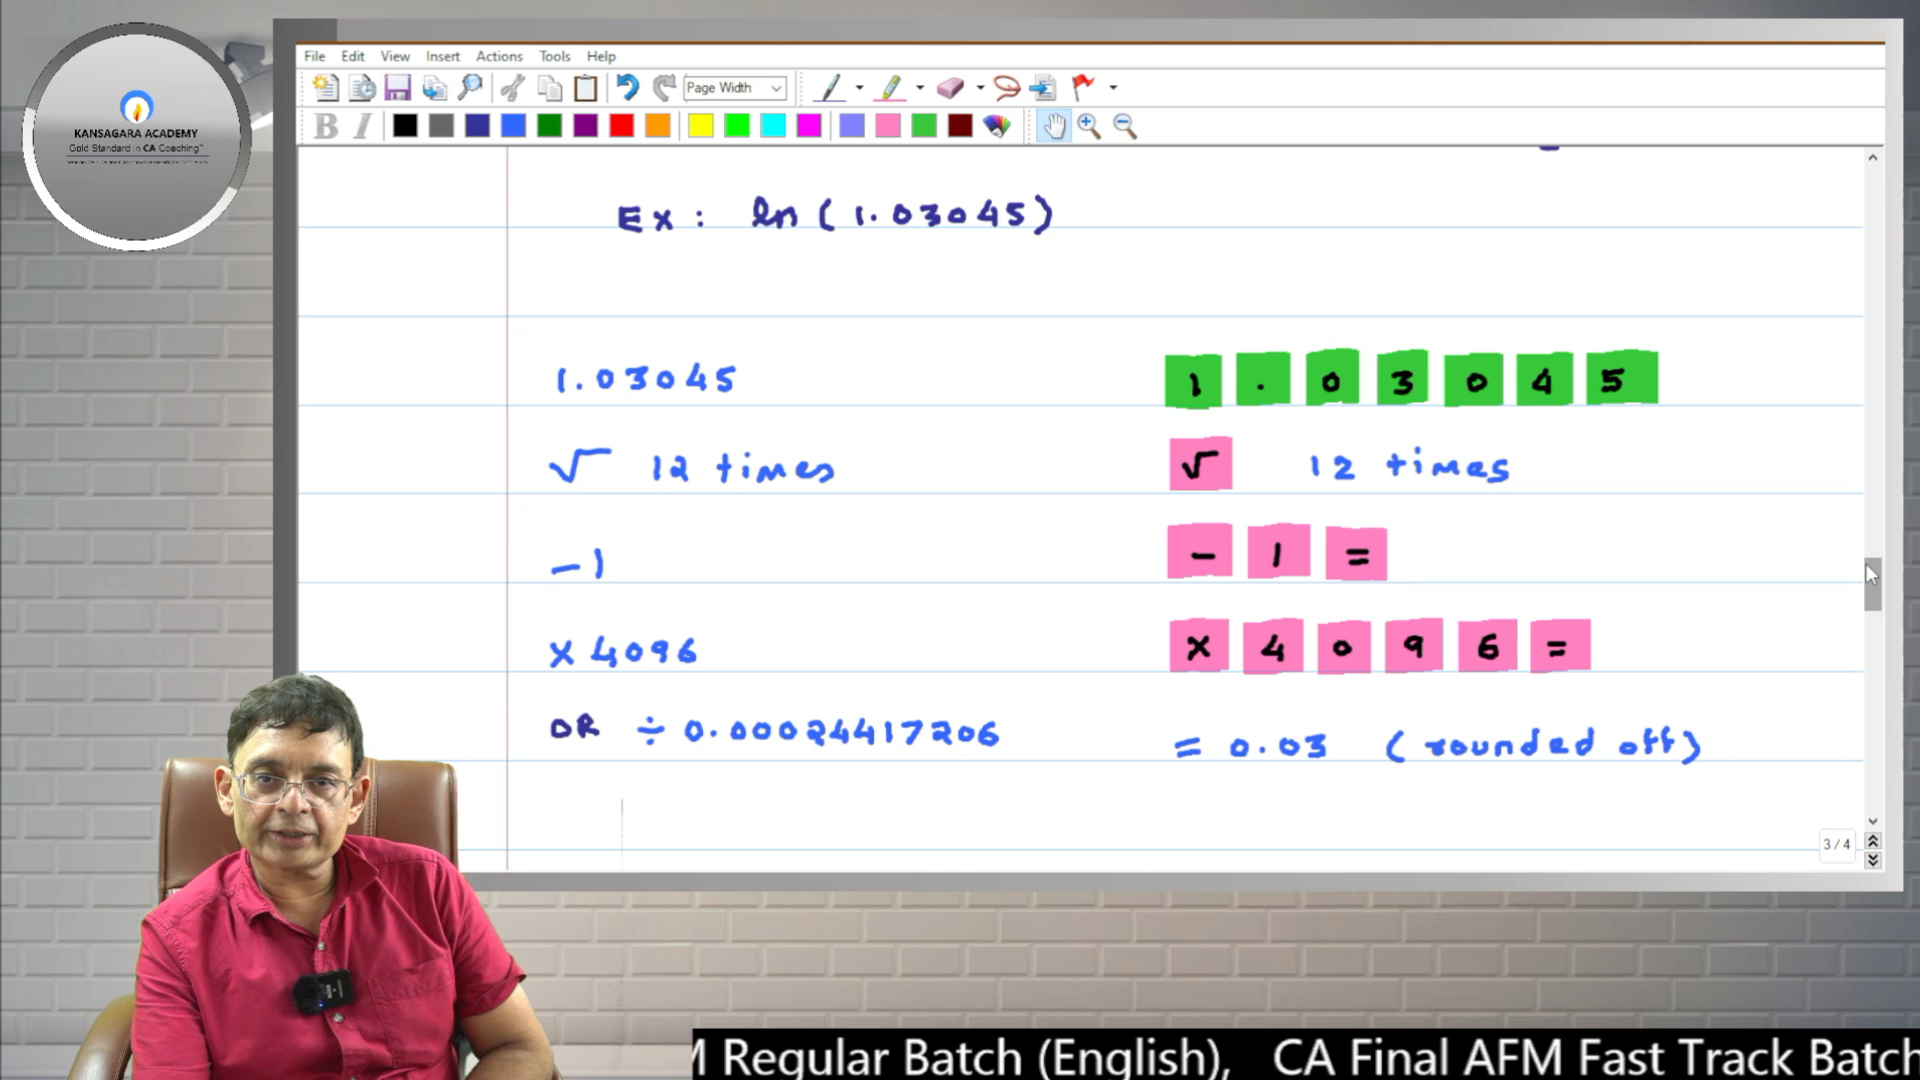 KANSAGARA ACADEMY
Gold Standard in CA Coaching™
File Edit View Insert Actions Tools Help
Page Width
B I
EX: ln(1.03045)
1.03045
1 . 0 3 0 4 5
√ 12 times
√ 12 times
-1
- 1 =
x 4096
x 4 0 9 6 =
OR ÷ 0.00024417206
= 0.03 (rounded off)
3 / 4
Regular Batch (English), CA Final AFM Fast Track Batch